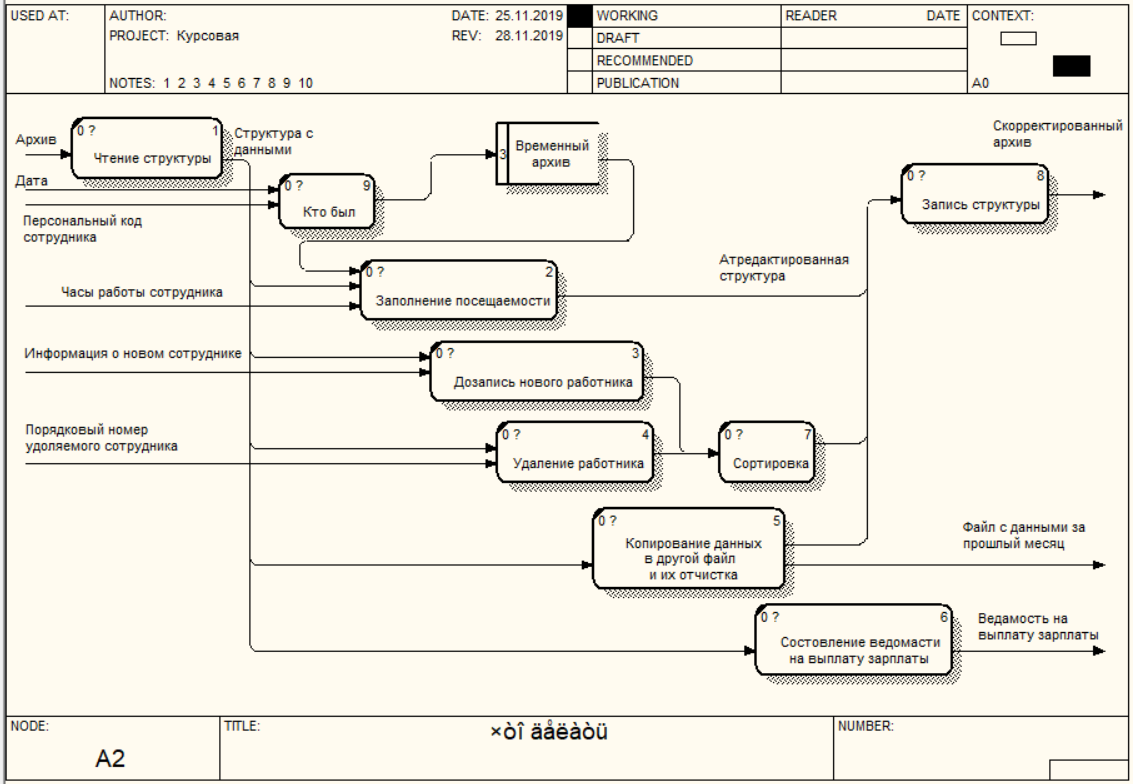 USED AT:
AUTHOR:
DATE: 25.11.2019
PROJECT: Курсовая
REV: 28.11.2019
NOTES: 1 2 3 4 5 6 7 8 9 10
WORKING
DRAFT
RECOMMENDED
PUBLICATION
READER
DATE
CONTEXT:
A0
Архив
0 ?
1
Чтение структуры
Структура с
данными
Дата
Персональный код
сотрудника
0 ?
9
Кто был
3
Временный
архив
Скорректированный
архив
0 ?
8
Запись структуры
Часы работы сотрудника
0 ?
2
Заполнение посещаемости
Атредактированная
структура
Информация о новом сотруднике
0 ?
3
Дозапись нового работника
Порядковый номер
удоляемого сотрудника
0 ?
4
Удаление работника
0 ?
7
Сортировка
0 ?
5
Копирование данных
в другой файл
и их отчистка
Файл с данными за
прошлый месяц
0 ?
6
Состовление ведомасти
на выплату зарплаты
Ведамость на
выплату зарплаты
NODE:
A2
TITLE:
×òî äåëàòü
NUMBER: